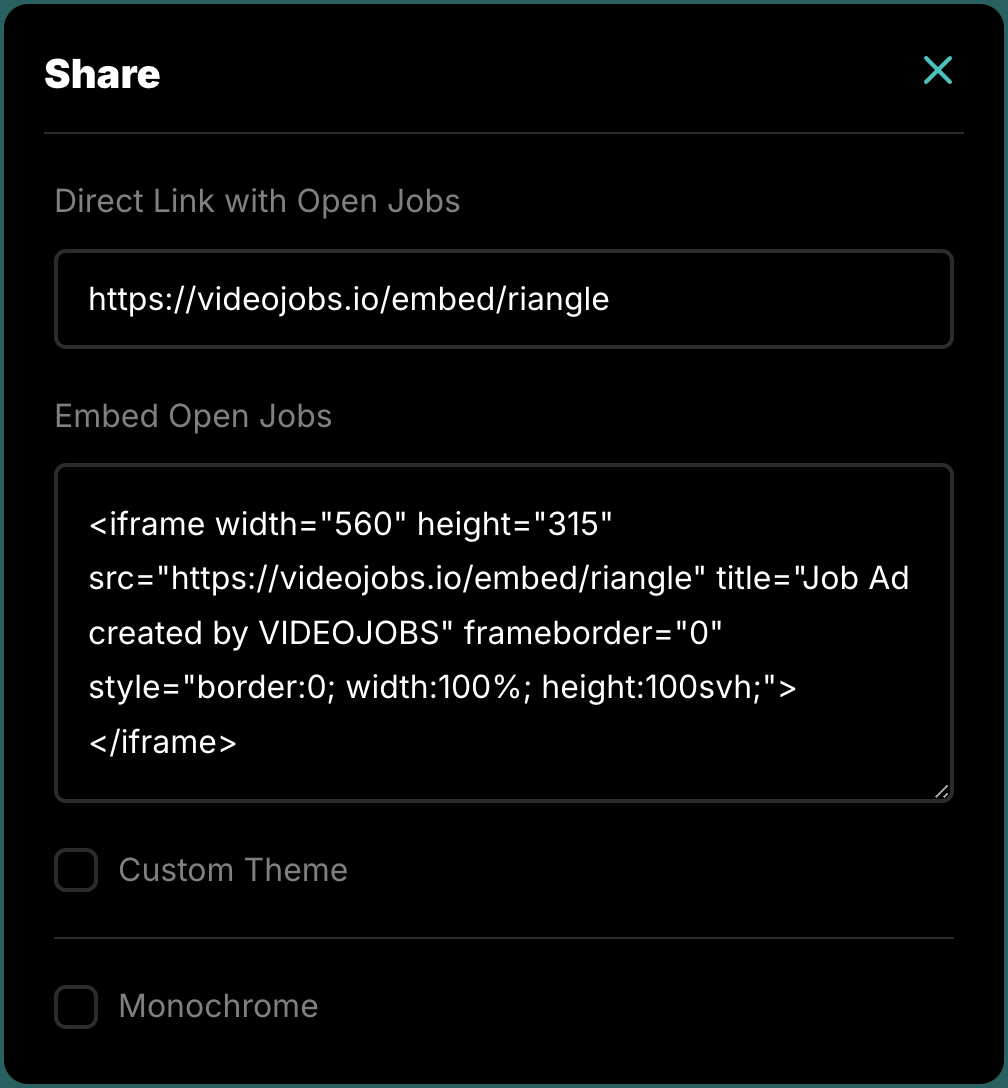 Share
Direct Link with Open Jobs
https://videojobs.io/embed/riangle
Embed Open Jobs
<iframe width="560" height="315"
src="https://videojobs.io/embed/riangle" title="Job Ad
created by VIDEOJOBS" frameborder="0"
style="border:0; width:100%; height:100svh;">
</iframe>
Custom Theme
Monochrome